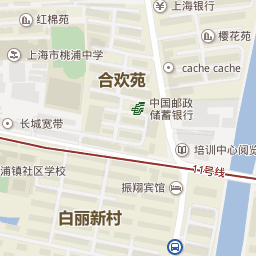 上海银行
红棉苑
樱花苑
上海市桃浦中学
cache cache
合欢苑
中国邮政
储蓄银行
长城宽带
培训中心阅览
11号线
浦镇社区学校
振翔宾馆
白丽新村